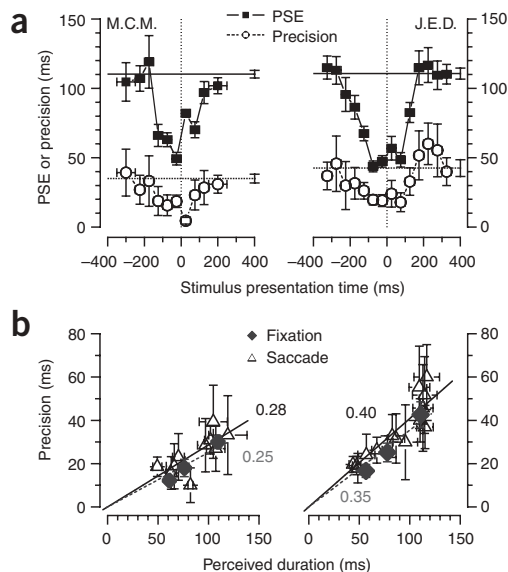 a
M.C.M.
PSE
Precision
J.E.D.
150 150
100 100
50 50
0 0
PSE or precision (ms)
−400 −200 0 200 400 −400 −200 0 200 400
Stimulus presentation time (ms)
b
Fixation
Saccade
80 80
60 60
40 40
20 20
0 0
Precision (ms)
0.28
0.25
0.40
0.35
0 50 100 150 0 50 100 150
Perceived duration (ms)